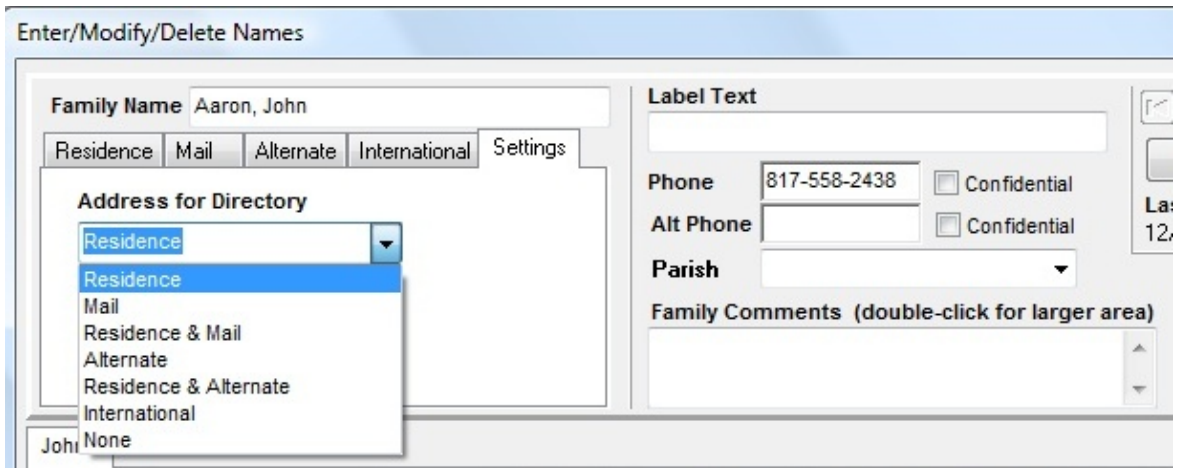 Enter/Modify/Delete Names
Family Name Aaron, John
Residence Mail Alternate International Settings
Address for Directory
Residence
Residence
Mail
Residence & Mail
Alternate
Residence & Alternate
International
None
Label Text
Phone 817-558-2438 Confidential
Alt Phone Confidential
Parish
Family Comments (double-click for larger area)